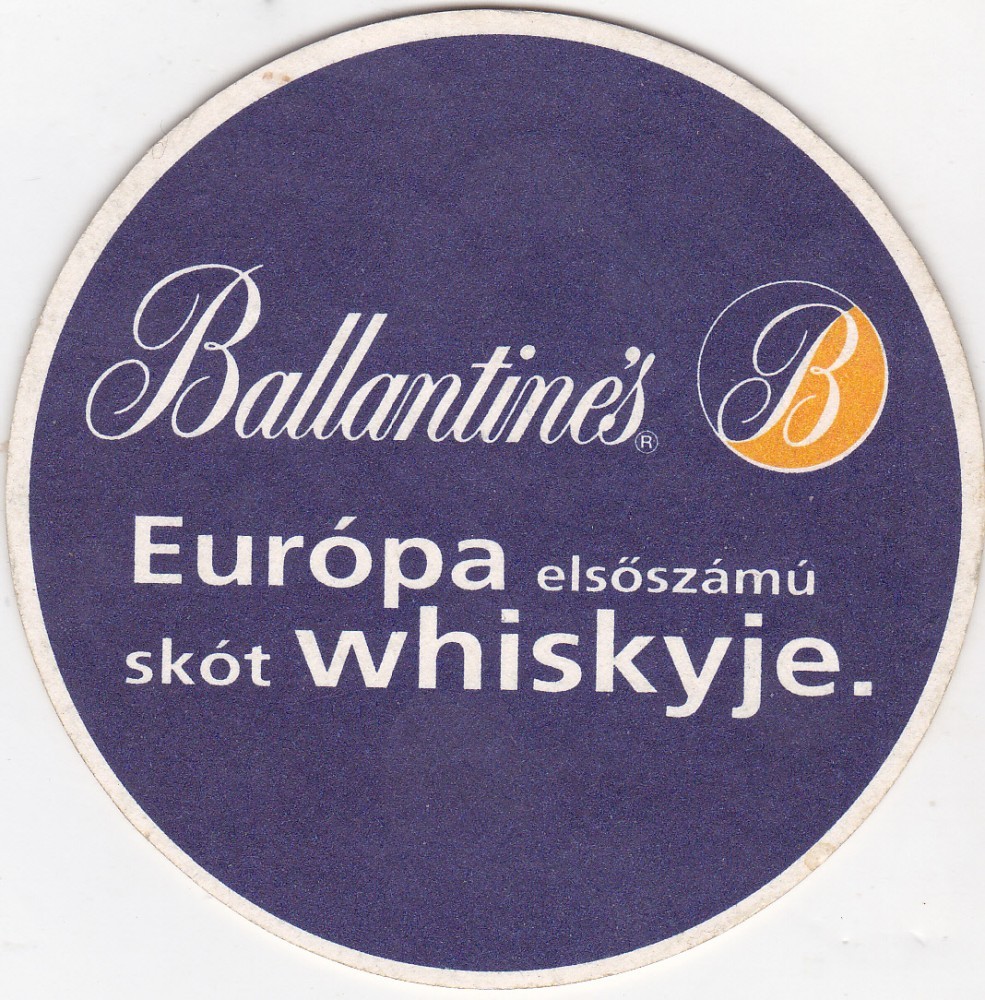 Ballantine's® B
Európa elsőszámú
skót whiskyje.